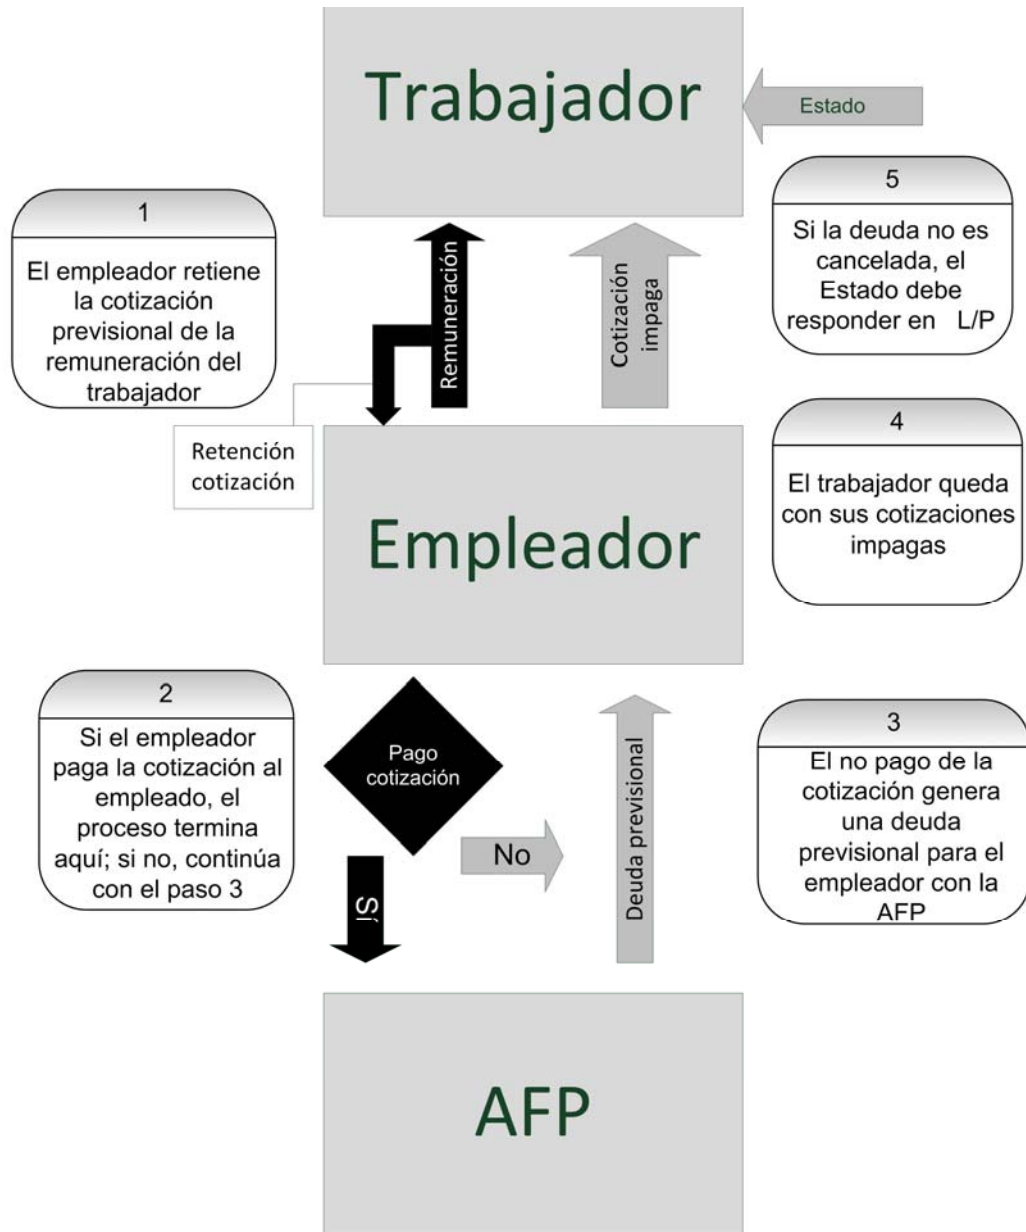 Trabajador
Estado
1
El empleador retiene
la cotización
previsional de la
remuneración del
trabajador
5
Si la deuda no es
cancelada, el
Estado debe
responder en L/P
Remuneración
Cotización
impaga
Retención
cotización
4
El trabajador queda
con sus cotizaciones
impagas
Empleador
2
Si el empleador
paga la cotización al
empleado, el
proceso termina
aquí; si no, continúa
con el paso 3
Pago
cotización
No
Sí
Deuda previsional
3
El no pago de la
cotización genera
una deuda
previsional para el
empleador con la
AFP
AFP